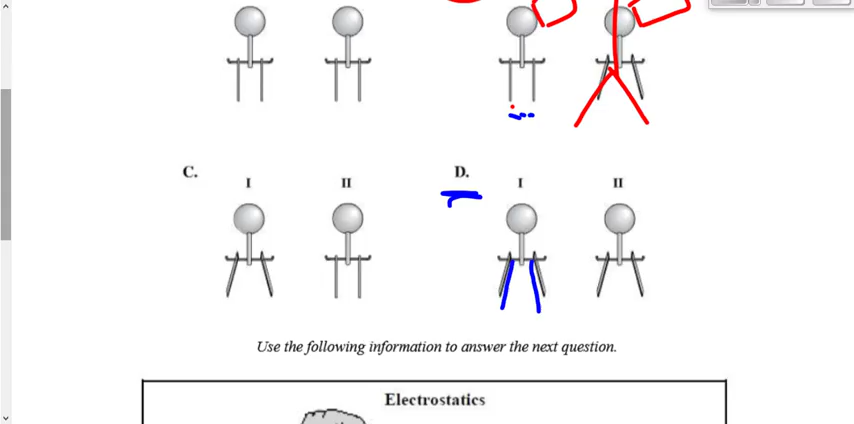 C.
D.
I
II
I
II
Use the following information to answer the next question.
Electrostatics